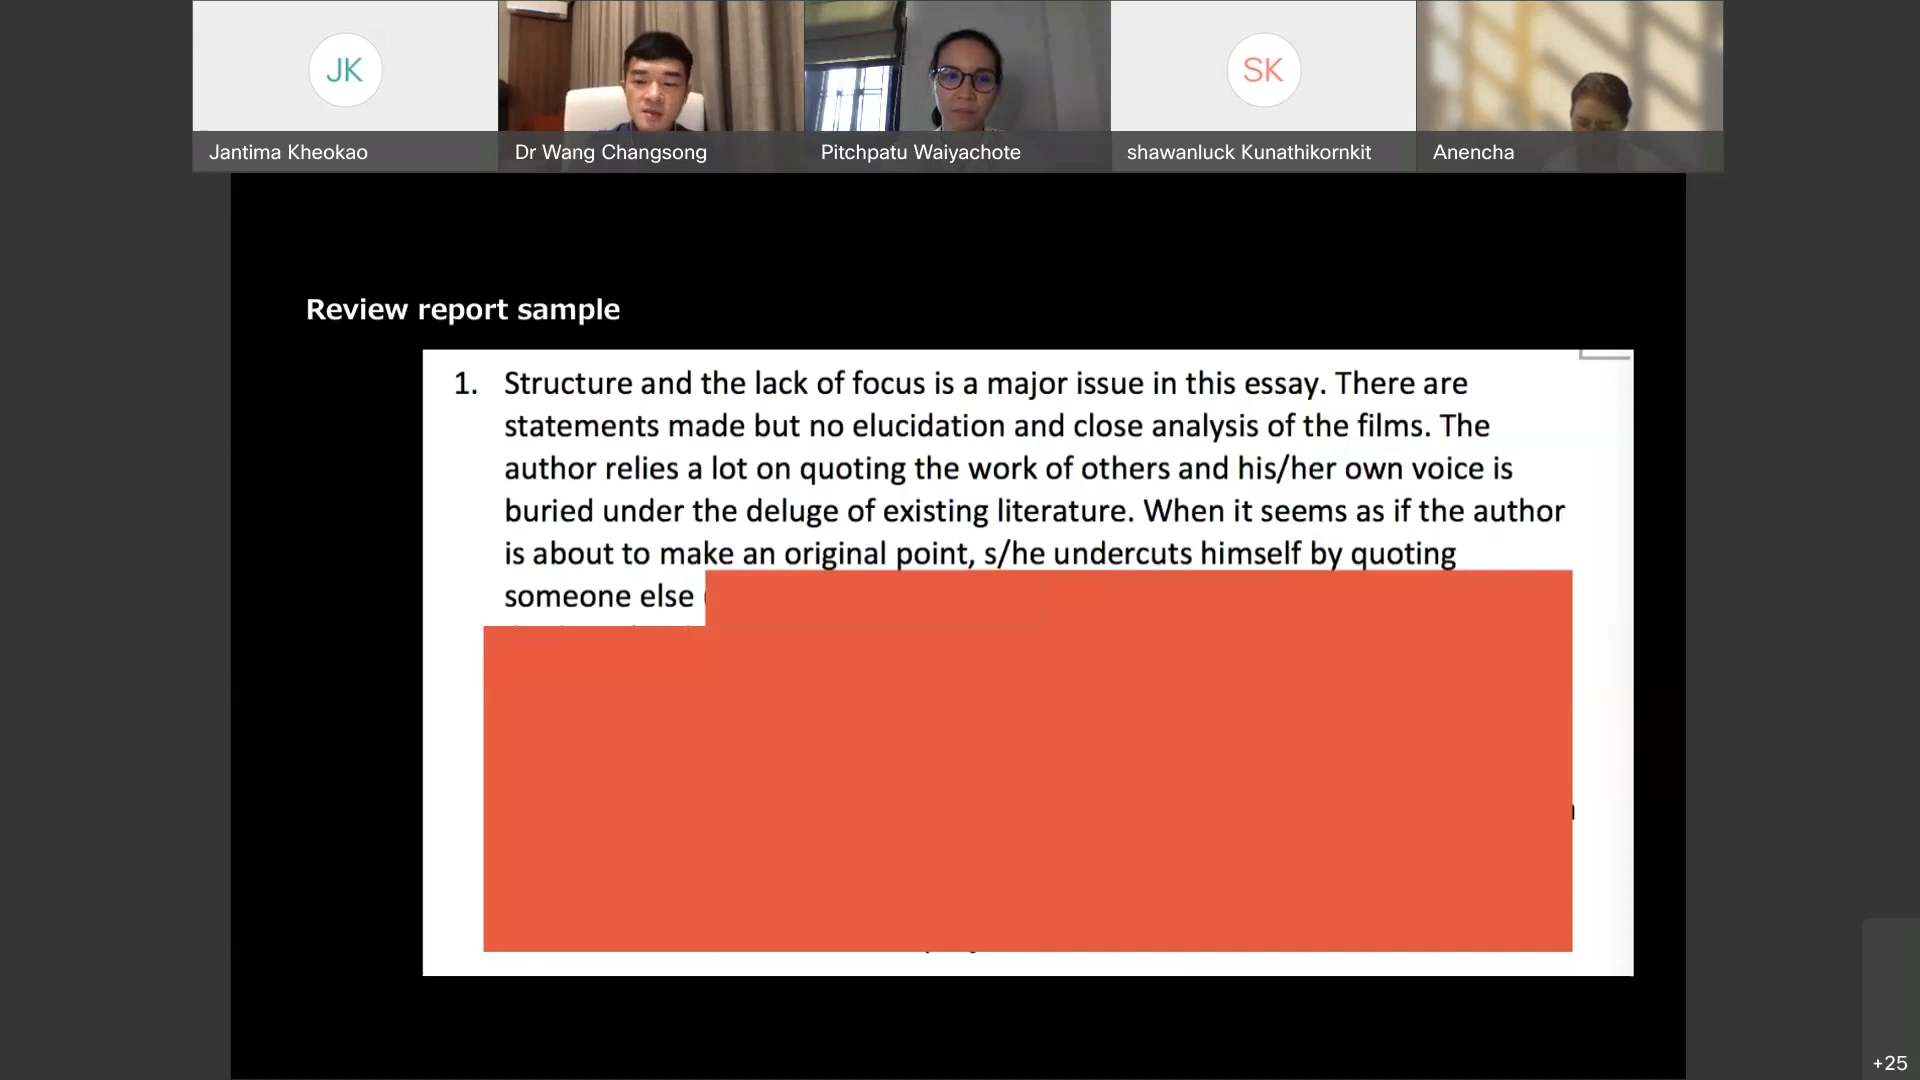 JK
SK
Jantima Kheokao
Dr Wang Changsong
Pitchpatu Waiyachote
shawanluck Kunathikornkit
Anencha
Review report sample
1. Structure and the lack of focus is a major issue in this essay. There are
statements made but no elucidation and close analysis of the films. The
author relies a lot on quoting the work of others and his/her own voice is
buried under the deluge of existing literature. When it seems as if the author
is about to make an original point, s/he undercuts himself by quoting
someone else
+25